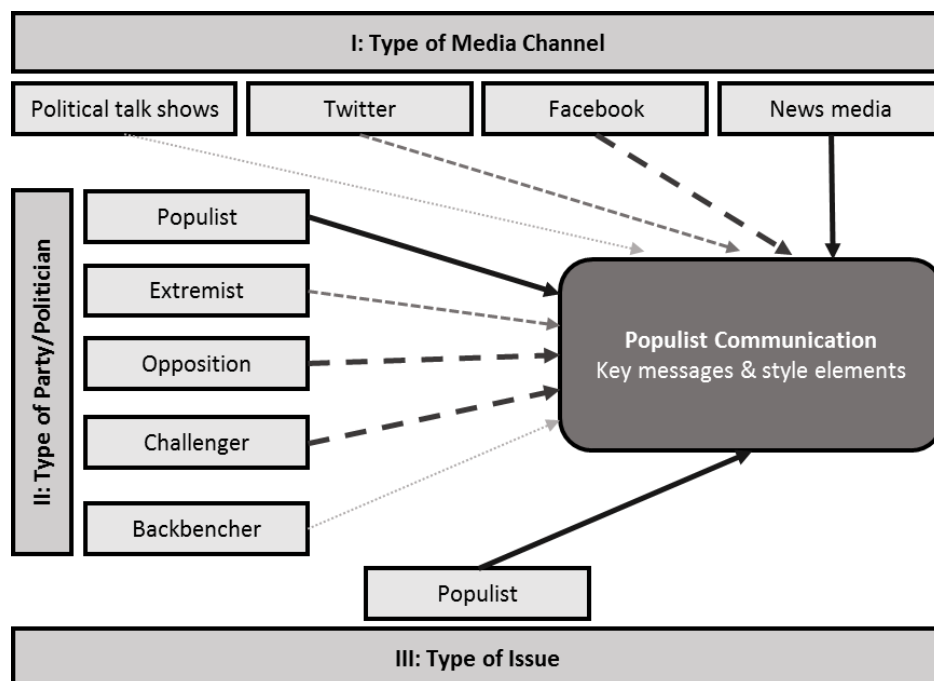 I: Type of Media Channel
Political talk shows
Twitter
Facebook
News media
II: Type of Party/Politician
Populist
Extremist
Opposition
Challenger
Backbencher
Populist Communication
Key messages & style elements
Populist
III: Type of Issue